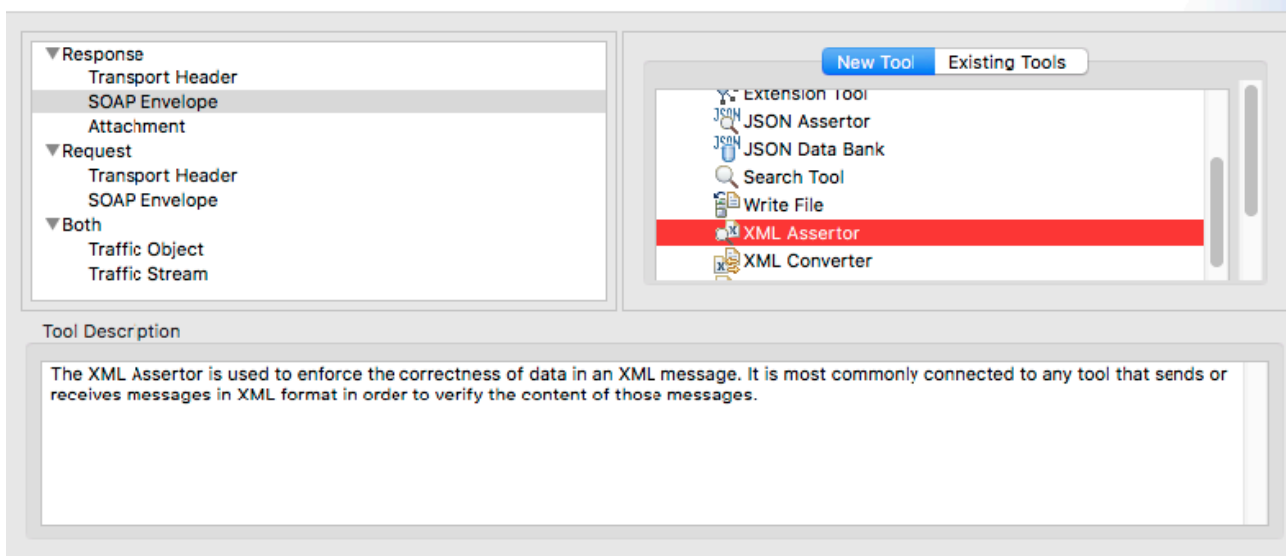 Response
Transport Header
SOAP Envelope
Attachment
Request
Transport Header
SOAP Envelope
Both
Traffic Object
Traffic Stream
New Tool
Existing Tools
Extension Tool
JSON Assertor
JSON Data Bank
Search Tool
Write File
XML Assertor
XML Converter
Tool Description
The XML Assertor is used to enforce the correctness of data in an XML message. It is most commonly connected to any tool that sends or
receives messages in XML format in order to verify the content of those messages.